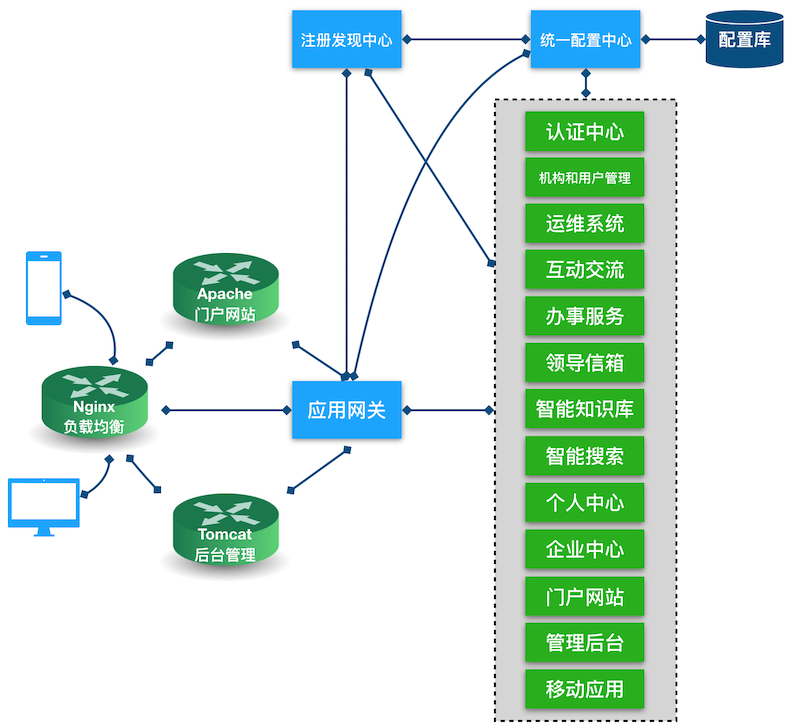 注册发现中心
统一配置中心
配置库
认证中心
机构和用户管理
运维系统
互动交流
办事服务
领导信箱
智能知识库
智能搜索
个人中心
企业中心
门户网站
管理后台
移动应用
Apache
门户网站
Nginx
负载均衡
应用网关
Tomcat
后台管理